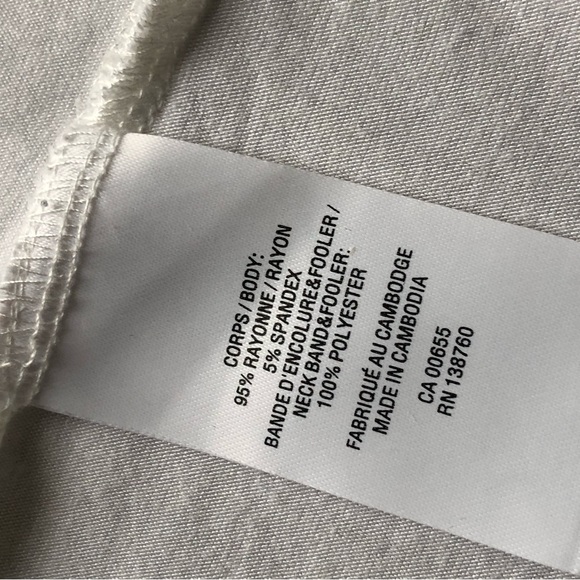 CORPS / BODY:
95% RAYONNE / RAYON
5% SPANDEX
BANDE D'ENCOLURE&FOOLER /
NECK BAND&FOOLER:
100% POLYESTER
FABRIQUÉ AU CAMBODGE
MADE IN CAMBODIA
CA 00655
RN 138760